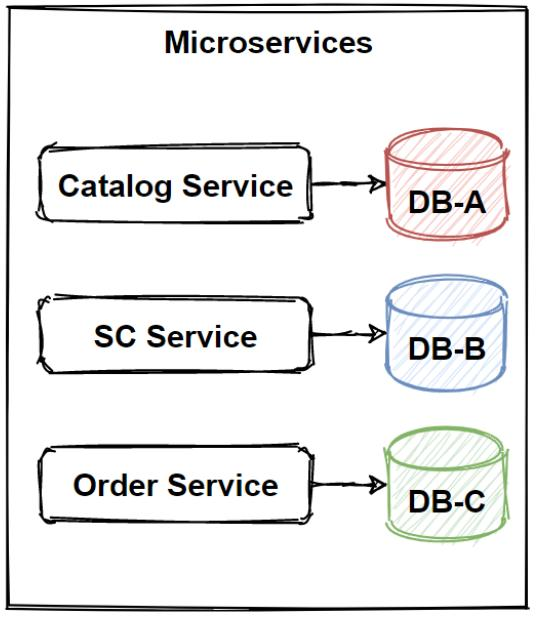 Microservices
Catalog Service
DB-A
SC Service
DB-B
Order Service
DB-C